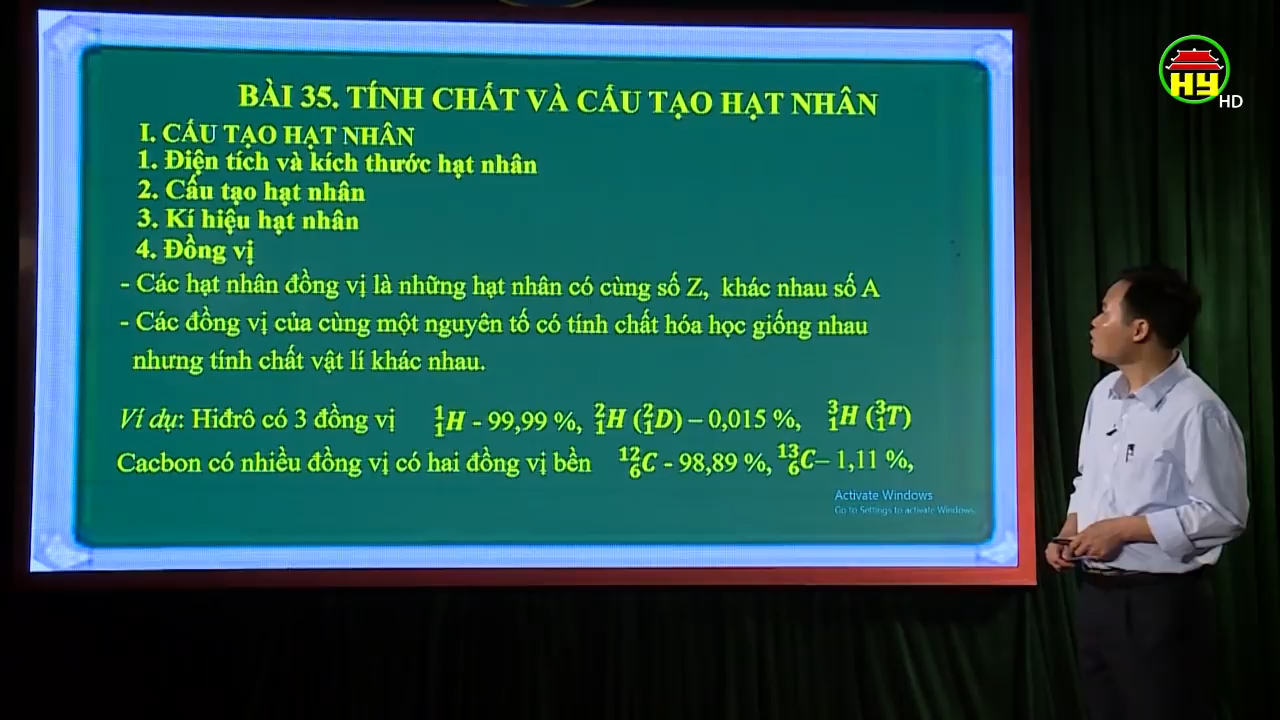 BÀI 35. TÍNH CHẤT VÀ CẤU TẠO HẠT NHÂN
I. CẤU TẠO HẠT NHÂN
1. Điện tích và kích thước hạt nhân
2. Cấu tạo hạt nhân
3. Kí hiệu hạt nhân
4. Đồng vị
- Các hạt nhân đồng vị là những hạt nhân có cùng số Z, khác nhau số A
- Các đồng vị của cùng một nguyên tố có tính chất hóa học giống nhau
nhưng tính chất vật lí khác nhau.
Ví dụ: Hiđrô có 3 đồng vị ¹₁H - 99,99 %, ²₁H (²₁D) – 0,015 %, ³₁H (³₁T)
Cacbon có nhiều đồng vị có hai đồng vị bền ¹²₆C - 98,89 %, ¹³₆C– 1,11 %,
Activate Windows
Go to Settings to activate Windows.
HY
HD